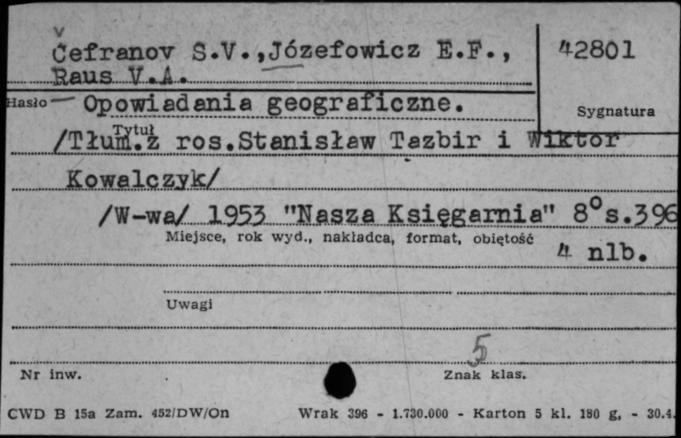 Čefranov S.V.,Józefowicz E.F., 42801
Raus V.A.
Hasło Opowiadania geograficzne. Sygnatura
Tytuł
/Tłum.z ros.Stanisław Tazbir i Wiktor
Kowalczyk/
/W-wa/ 1953 "Nasza Księgarnia" 8° s.396
Miejsce, rok wyd., nakładca, format, objętość
4 nlb.
Uwagi
5
Nr inw. Znak klas.
CWD B 15a Zam. 452/DW/On Wrak 396 - 1.730.000 - Karton 5 kl. 180 g, - 30.4.